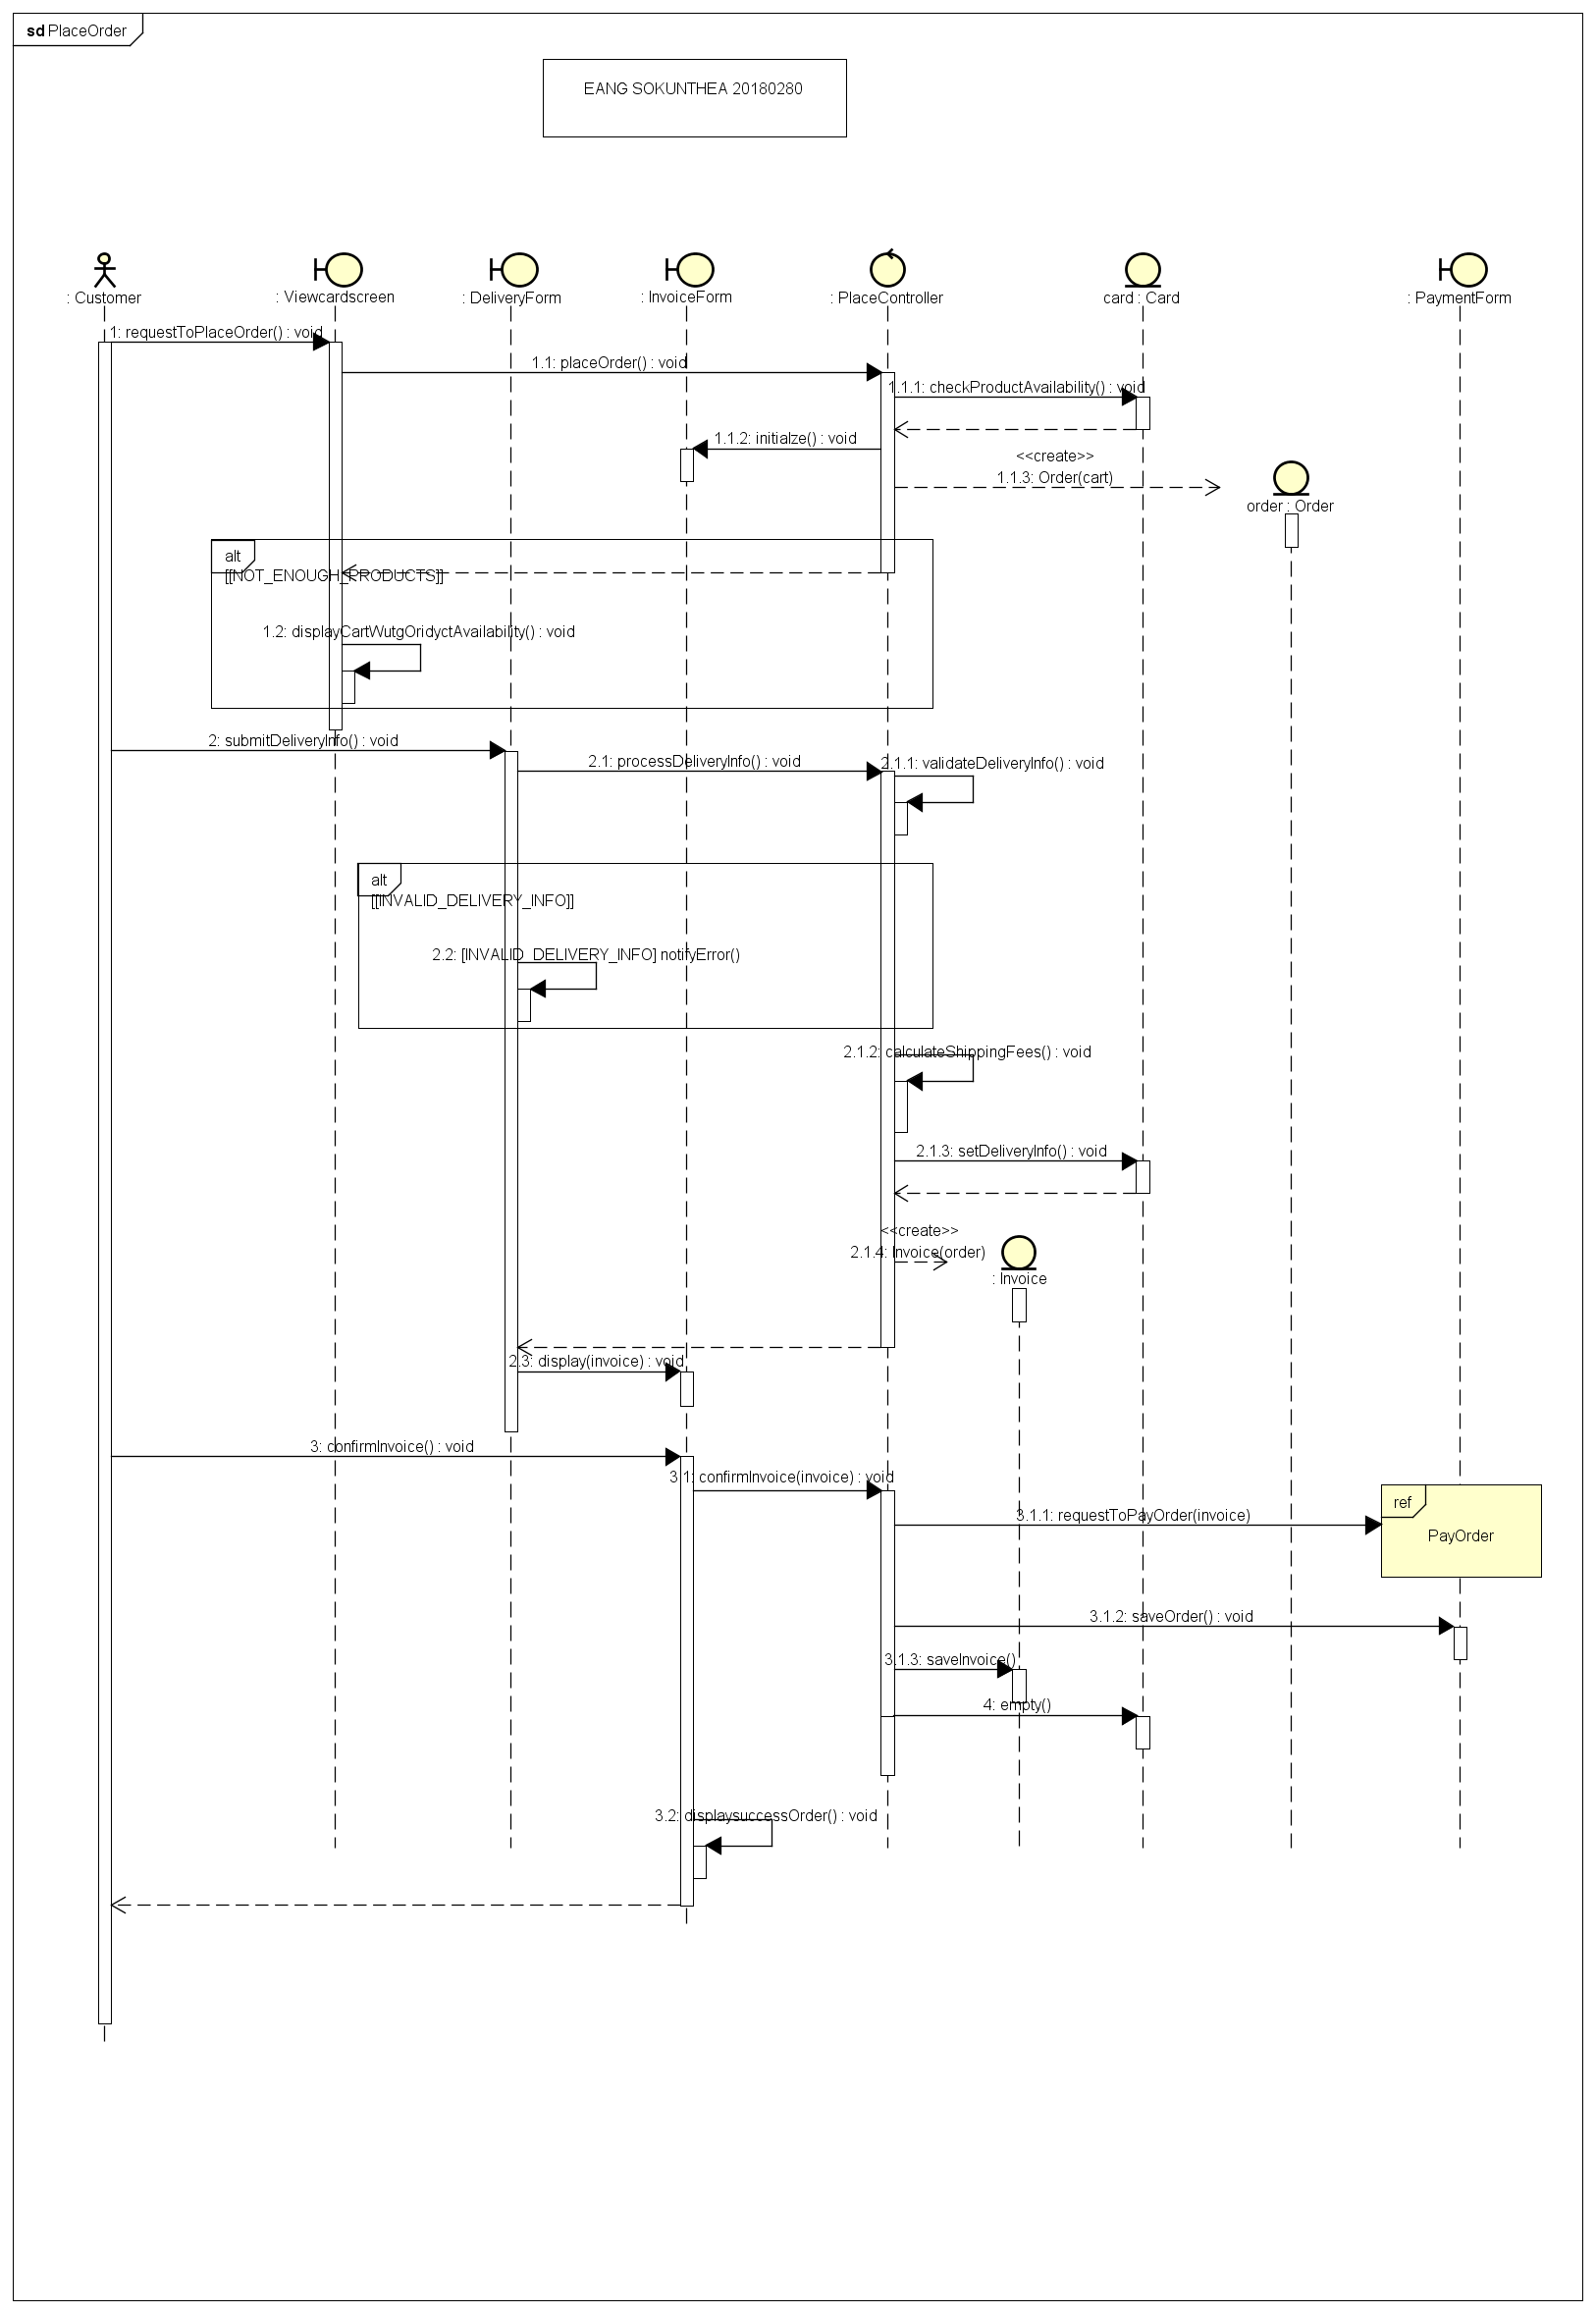 sd PlaceOrder
EANG SOKUNTHEA 20180280
: Customer
: Viewcardscreen
: DeliveryForm
: InvoiceForm
: PlaceController
card : Card
: PaymentForm
1: requestToPlaceOrder() : void
1.1: placeOrder() : void
1.1.1: checkProductAvailability() : void
1.1.2: initialze() : void
<<create>>
1.1.3: Order(cart)
order : Order
alt
[[NOT_ENOUGH_PRODUCTS]]
1.2: displayCartWutgOridyctAvailability() : void
2: submitDeliveryInfo() : void
2.1: processDeliveryInfo() : void
2.1.1: validateDeliveryInfo() : void
alt
[[INVALID_DELIVERY_INFO]]
2.2: [INVALID_DELIVERY_INFO] notifyError()
2.1.2: calculateShippingFees() : void
2.1.3: setDeliveryInfo() : void
<<create>>
2.1.4: Invoice(order)
: Invoice
2.3: display(invoice) : void
3: confirmInvoice() : void
3.1: confirmInvoice(invoice) : void
ref
3.1.1: requestToPayOrder(invoice)
PayOrder
3.1.2: saveOrder() : void
3.1.3: saveInvoice()
4: empty()
3.2: displaysuccessOrder() : void